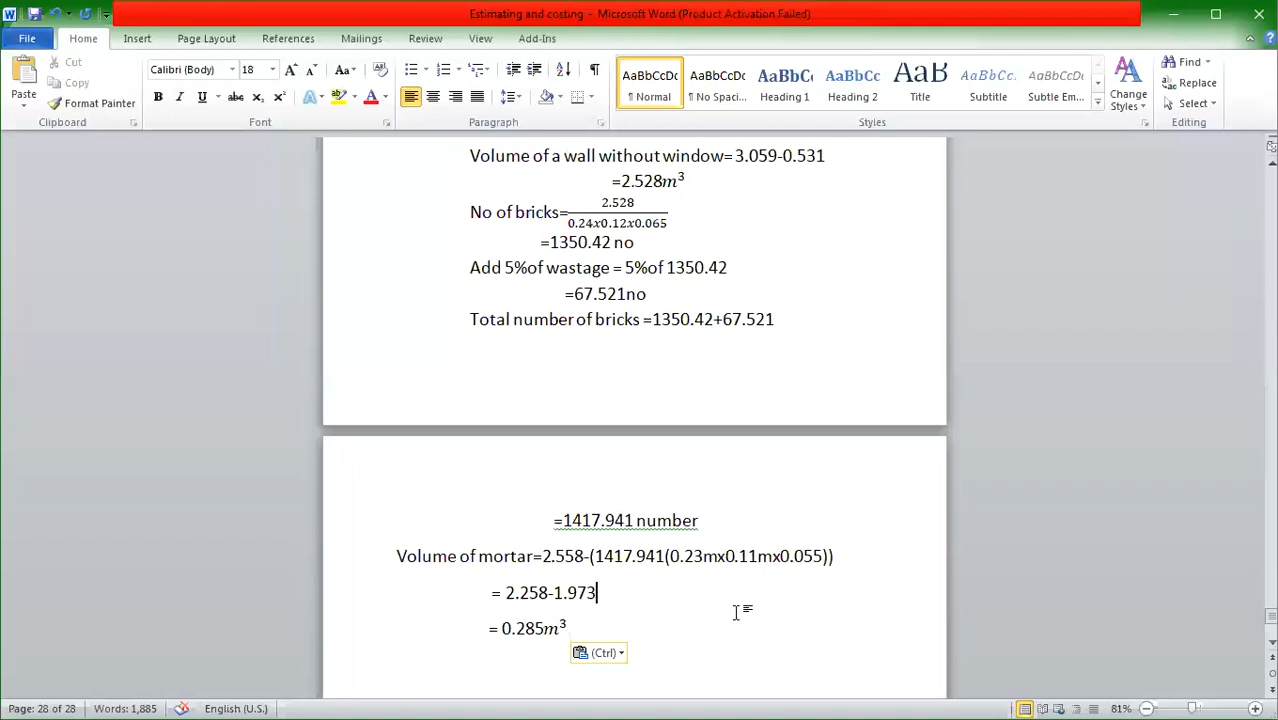 Estimating and costing - Microsoft Word (Product Activation Failed)
File Home Insert Page Layout References Mailings Review View Add-Ins
Paste Cut Copy Format Painter
Calibri (Body) 18
AaBbCcDc AaBbCcDc AaBbCc AaBbCc AaB AaBbCcDc. AaBbCcDc
¶ Normal ¶ No Spaci... Heading 1 Heading 2 Title Subtitle Subtle Em...
Change Styles
Find Replace Select
Clipboard Font Paragraph Styles Editing
Volume of a wall without window= 3.059-0.531
=2.528m³
No of bricks= 2.528
0.24x0.12x0.065
=1350.42 no
Add 5%of wastage = 5%of 1350.42
=67.521no
Total number of bricks =1350.42+67.521
=1417.941 number
Volume of mortar=2.558-(1417.941(0.23mx0.11mx0.055))
= 2.258-1.973
= 0.285m³
(Ctrl)
Page: 28 of 28 Words: 1,885 English (U.S.) 81%